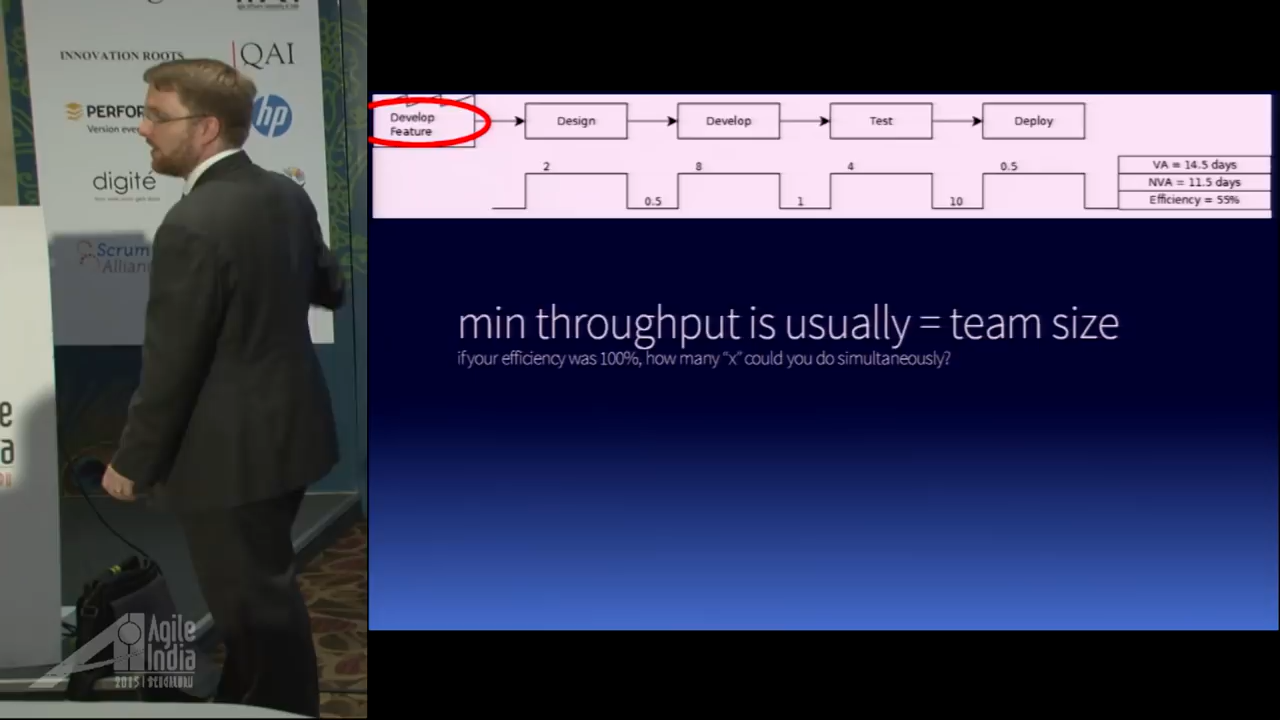 INNOVATION ROOTS
QAI
PERFOR
Version eve
hp
digité
Scrum
Allian
Develop
Feature
Design
Develop
Test
Deploy
2
8
4
0.5
0.5
1
10
VA = 14.5 days
NVA = 11.5 days
Efficiency = 55%
min throughput is usually = team size
if your efficiency was 100%, how many "x" could you do simultaneously?
e
a
Agile
India
2015 | BENGALURU